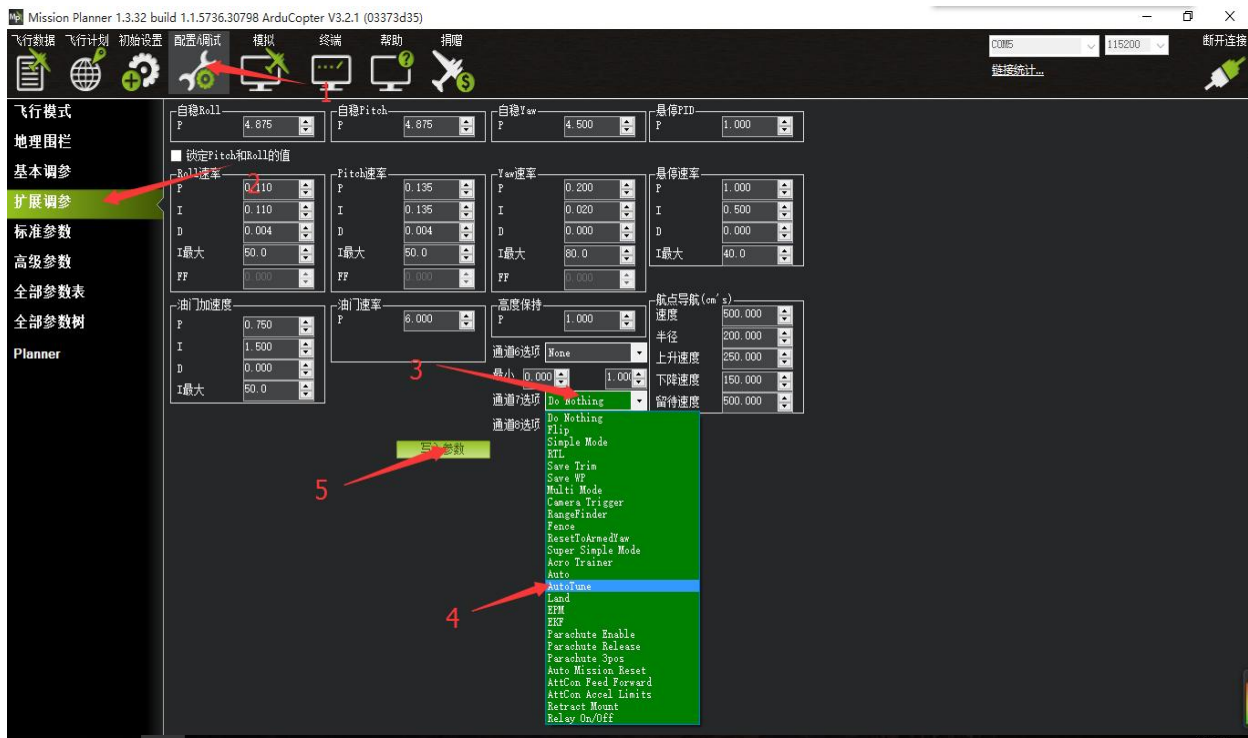 Mission Planner 1.3.32 build 1.1.5736.30798 ArduCopter V3.2.1 (03373d35)
飞行数据 飞行计划 初始设置 配置/调试 模拟 终端 帮助 捐赠
COM5 115200 断开连接
链接统计...
1
飞行模式
地理围栏
基本调参
扩展调参
标准参数
高级参数
全部参数表
全部参数树
Planner
自稳Roll 自稳Pitch 自稳Yaw 悬停PID
P 4.875 P 4.875 P 4.500 P 1.000
锁定Pitch和Roll的值
2
Roll速率 Pitch速率 Yaw速率 悬停速率
P 0.110 P 0.135 P 0.200 P 1.000
I 0.110 I 0.135 I 0.020 I 0.500
D 0.004 D 0.004 D 0.000 D 0.000
I最大 50.0 I最大 50.0 I最大 80.0 I最大 40.0
FF 0.000 FF 0.000 FF 0.000
油门加速度 油门速率 高度保持 航点导航(cm's)
P 0.750 P 6.000 P 1.000 速度 500.000
I 1.500 半径 200.000
D 0.000 通道6选项 None 上升速度 250.000
I最大 50.0 最小 0.000 1.000 下降速度 150.000
3
通道7选项 Do Nothing 留待速度 500.000
通道8选项
Do Nothing
Flip
Simple Mode
RTL
Save Trim
Save WP
Multi Mode
Camera Trigger
RangeFinder
Fence
ResetToArmedYaw
Super Simple Mode
Acro Trainer
Auto
AutoTune
Land
EPM
EKF
Parachute Enable
Parachute Release
Parachute 3pos
Auto Mission Reset
AttCon Feed Forward
AttCon Accel Limits
Retract Mount
Relay On/Off
写入参数
5
4